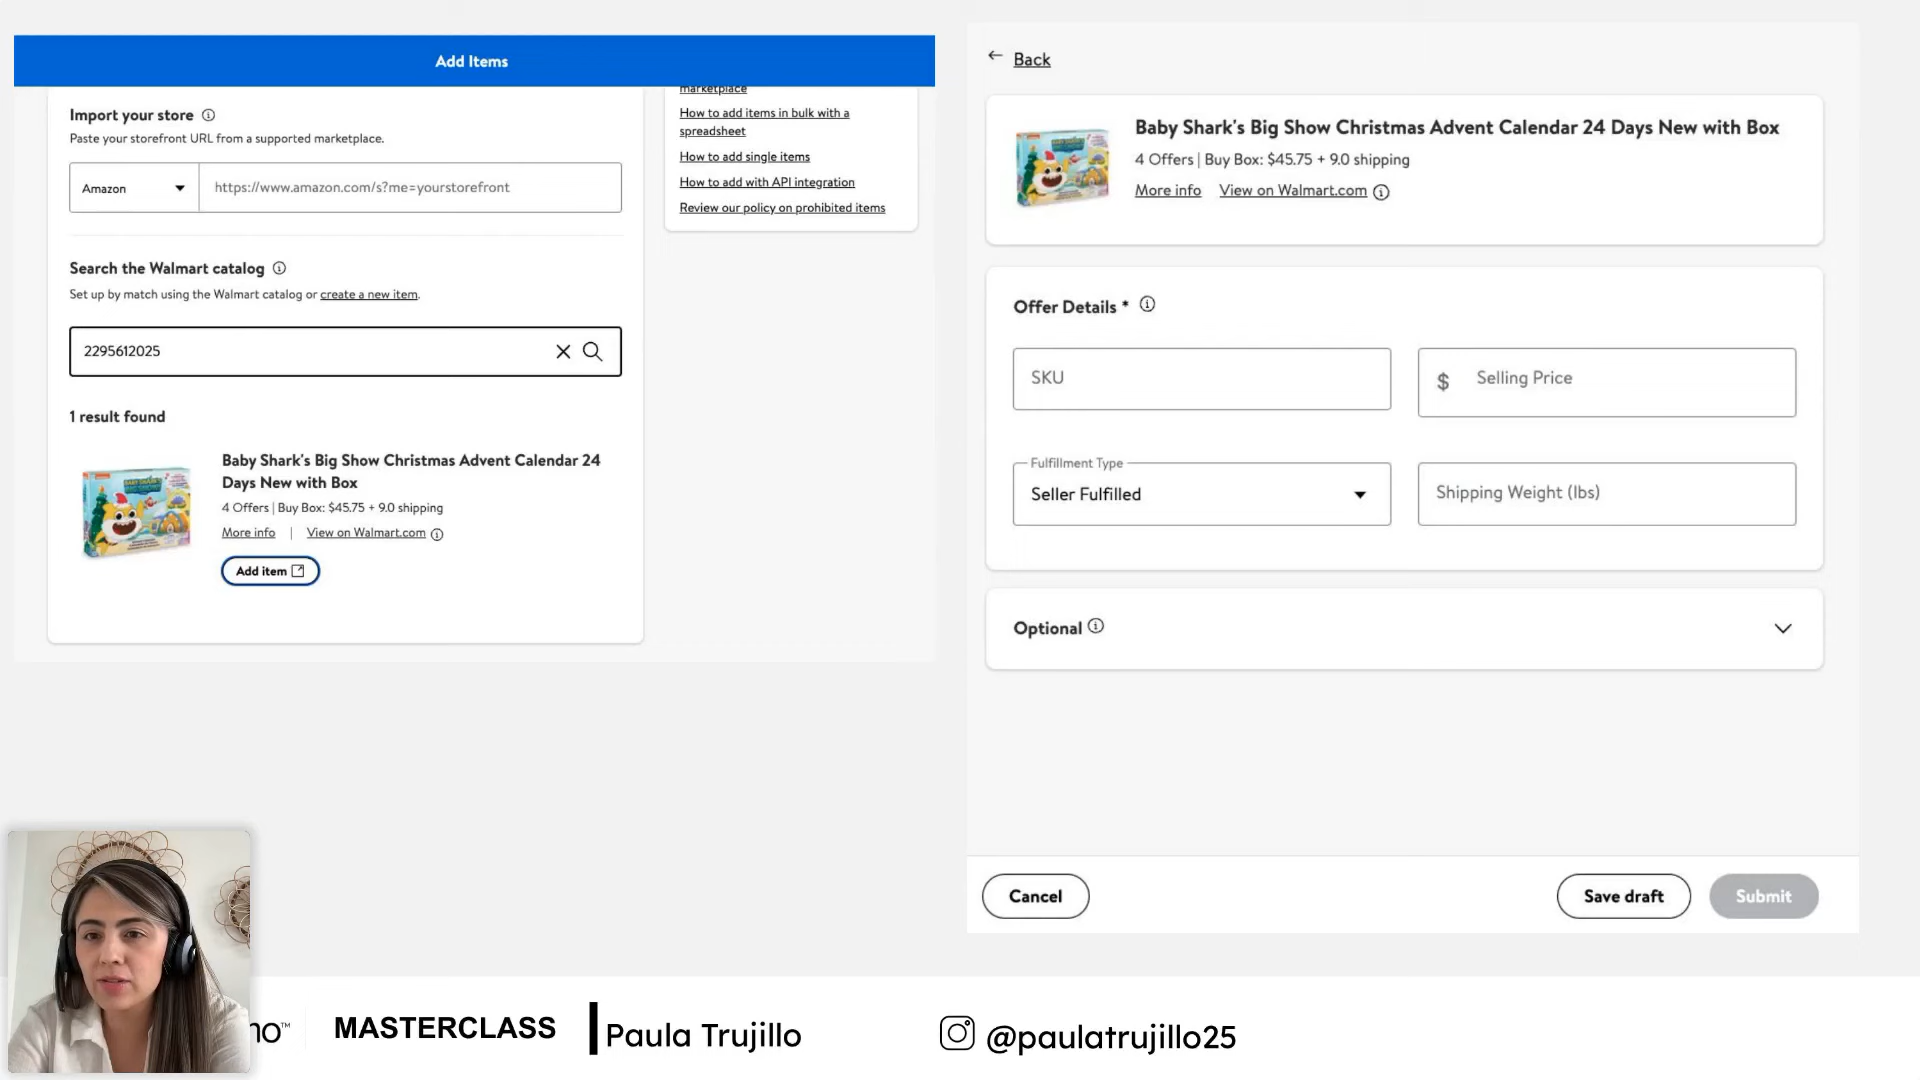 Add Items
Import your store
Paste your storefront URL from a supported marketplace.
Amazon
https://www.amazon.com/s?me=yourstorefront
Search the Walmart catalog
Set up by match using the Walmart catalog or create a new item.
2295612025
1 result found
Baby Shark's Big Show Christmas Advent Calendar 24
Days New with Box
4 Offers | Buy Box: $45.75 + 9.0 shipping
More info | View on Walmart.com
Add item
marketplace
How to add items in bulk with a
spreadsheet
How to add single items
How to add with API integration
Review our policy on prohibited items
Back
Baby Shark's Big Show Christmas Advent Calendar 24 Days New with Box
4 Offers | Buy Box: $45.75 + 9.0 shipping
More info View on Walmart.com
Offer Details *
SKU
$ Selling Price
Fulfillment Type
Seller Fulfilled
Shipping Weight (lbs)
Optional
Cancel
Save draft
Submit
MASTERCLASS
Paula Trujillo
@paulatrujillo25